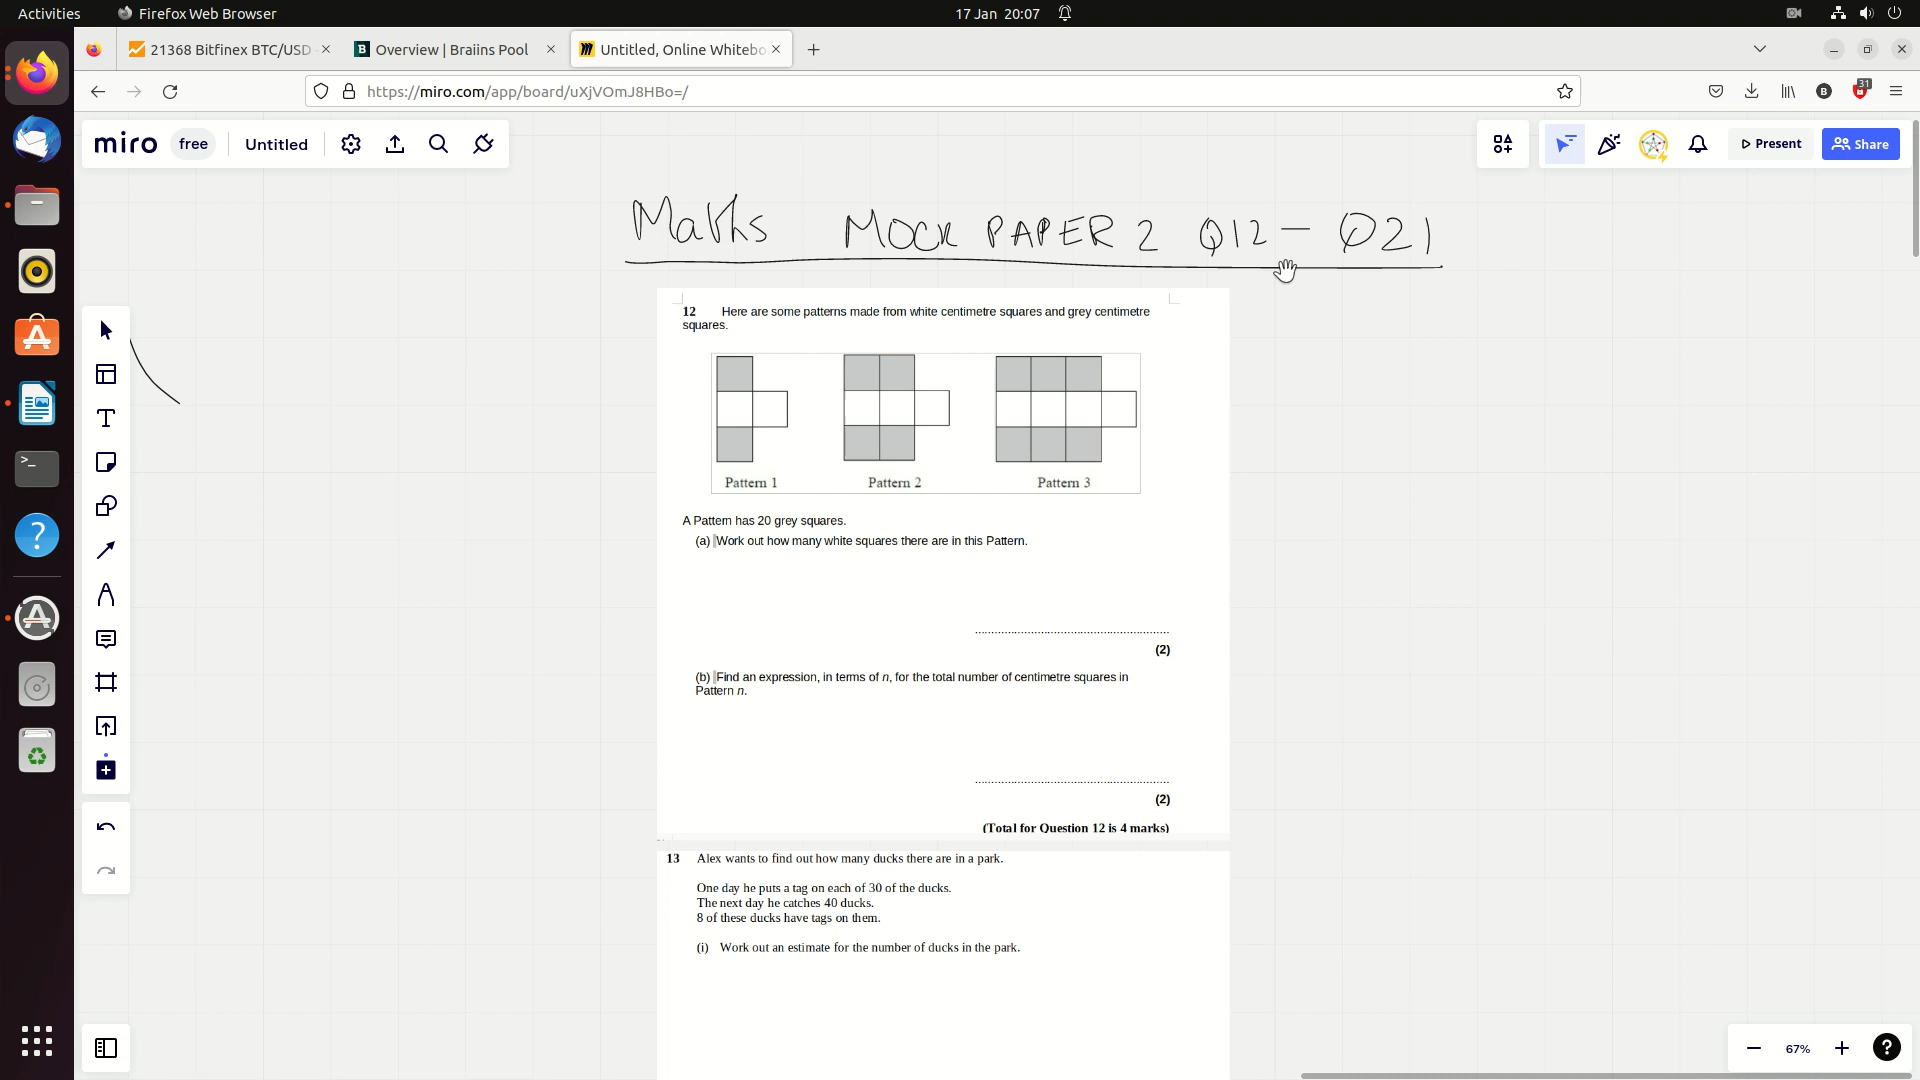 Activities
Firefox Web Browser
17 Jan 20:07
21368 Bitfinex BTC/USD
Overview | Braiins Pool
Untitled, Online Whitebo
https://miro.com/app/board/uXjVOmJ8HBo=/
31
miro
free
Untitled
Present
Share
Maths MOCK PAPER 2 Q12 – Q21
12 Here are some patterns made from white centimetre squares and grey centimetre
squares.
Pattern 1
Pattern 2
Pattern 3
A Pattern has 20 grey squares.
(a) Work out how many white squares there are in this Pattern.
(2)
(b) Find an expression, in terms of n, for the total number of centimetre squares in
Pattern n.
(2)
(Total for Question 12 is 4 marks)
13 Alex wants to find out how many ducks there are in a park.
One day he puts a tag on each of 30 of the ducks.
The next day he catches 40 ducks.
8 of these ducks have tags on them.
(i) Work out an estimate for the number of ducks in the park.
67%